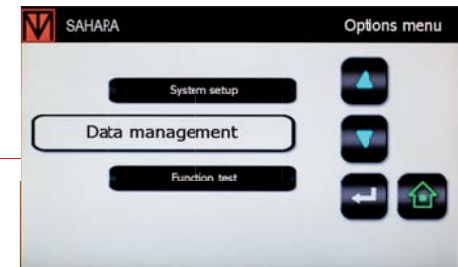 SAHARA Options menu
System setup
Data management
Function test